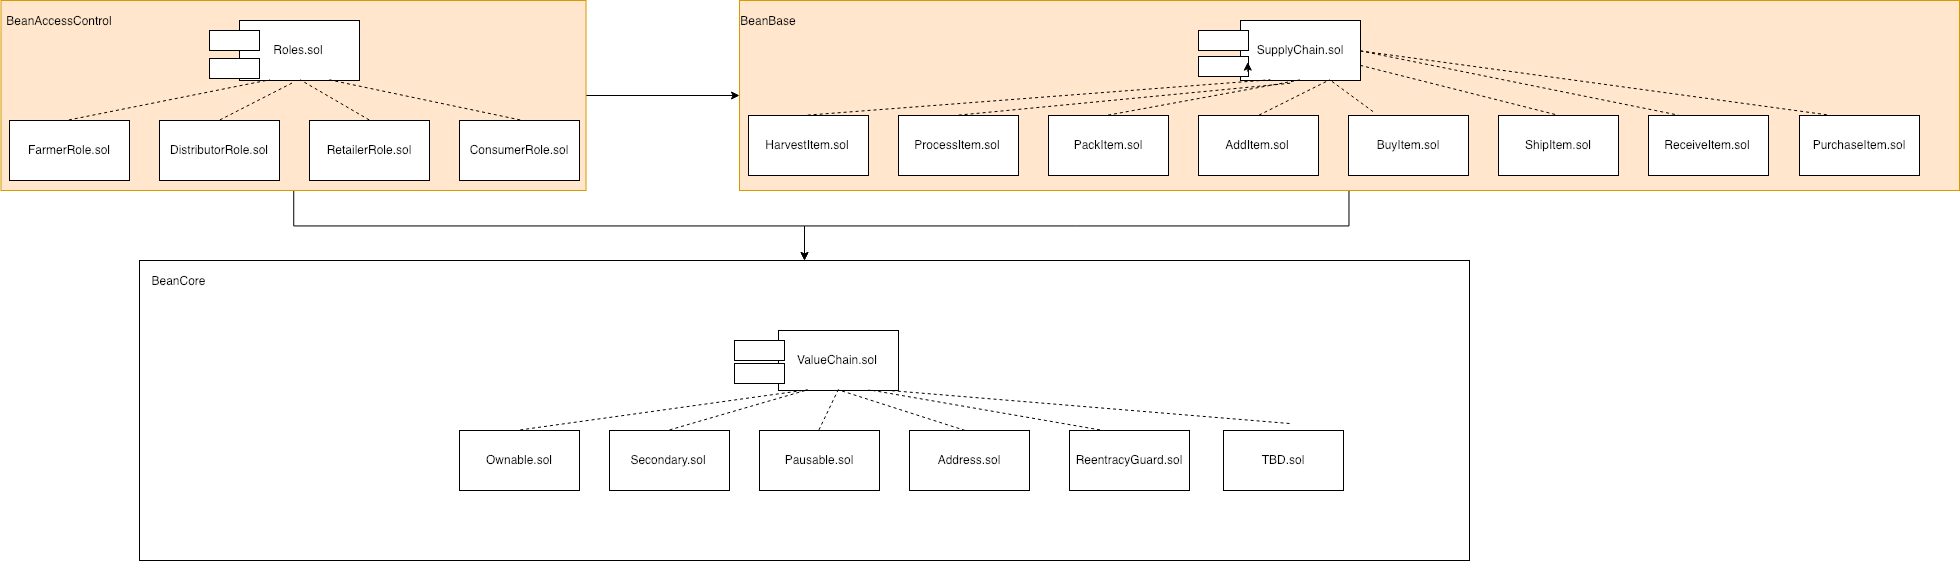 BeanAccessControl
Roles.sol
FarmerRole.sol
DistributorRole.sol
RetailerRole.sol
ConsumerRole.sol
BeanBase
SupplyChain.sol
HarvestItem.sol
ProcessItem.sol
PackItem.sol
AddItem.sol
BuyItem.sol
ShipItem.sol
ReceiveItem.sol
PurchaseItem.sol
BeanCore
ValueChain.sol
Ownable.sol
Secondary.sol
Pausable.sol
Address.sol
ReentracyGuard.sol
TBD.sol